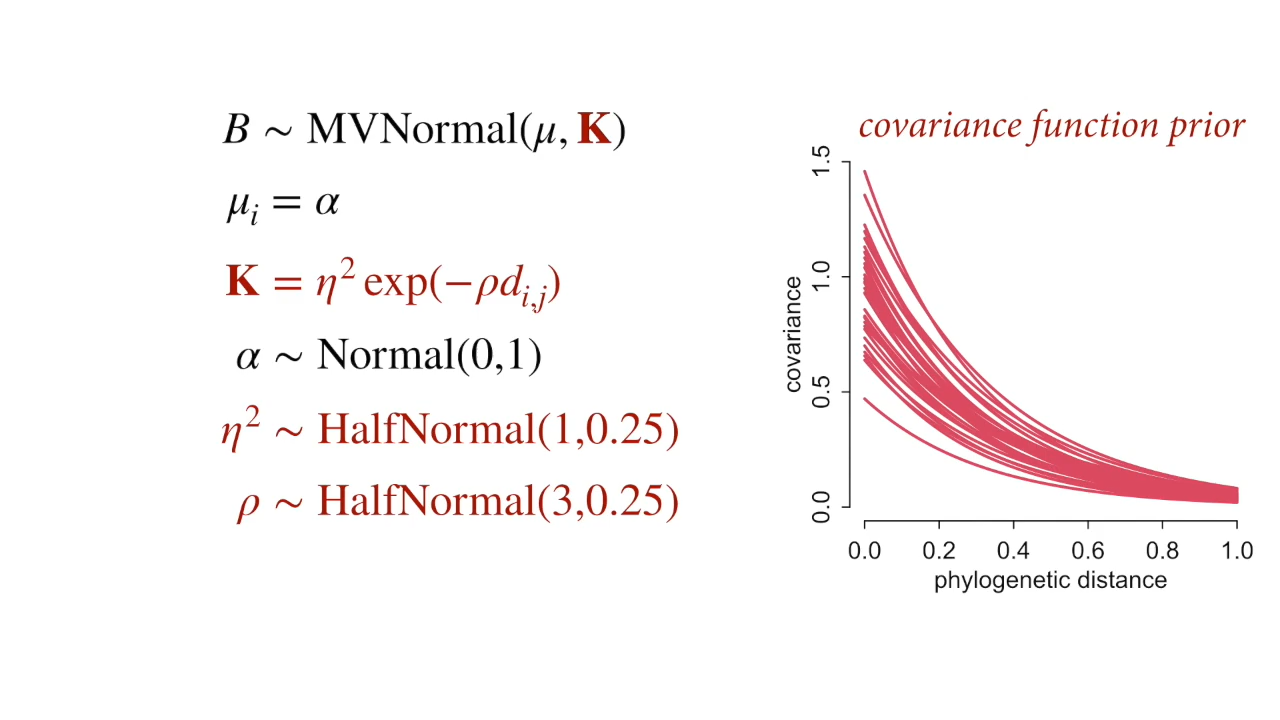 B ∼ MVNormal(μ, K)
μᵢ = α
K = η² exp(−ρdᵢ,ⱼ)
α ∼ Normal(0,1)
η² ∼ HalfNormal(1,0.25)
ρ ∼ HalfNormal(3,0.25)
covariance function prior
1.5
1.0
0.5
0.0
covariance
0.0 0.2 0.4 0.6 0.8 1.0
phylogenetic distance